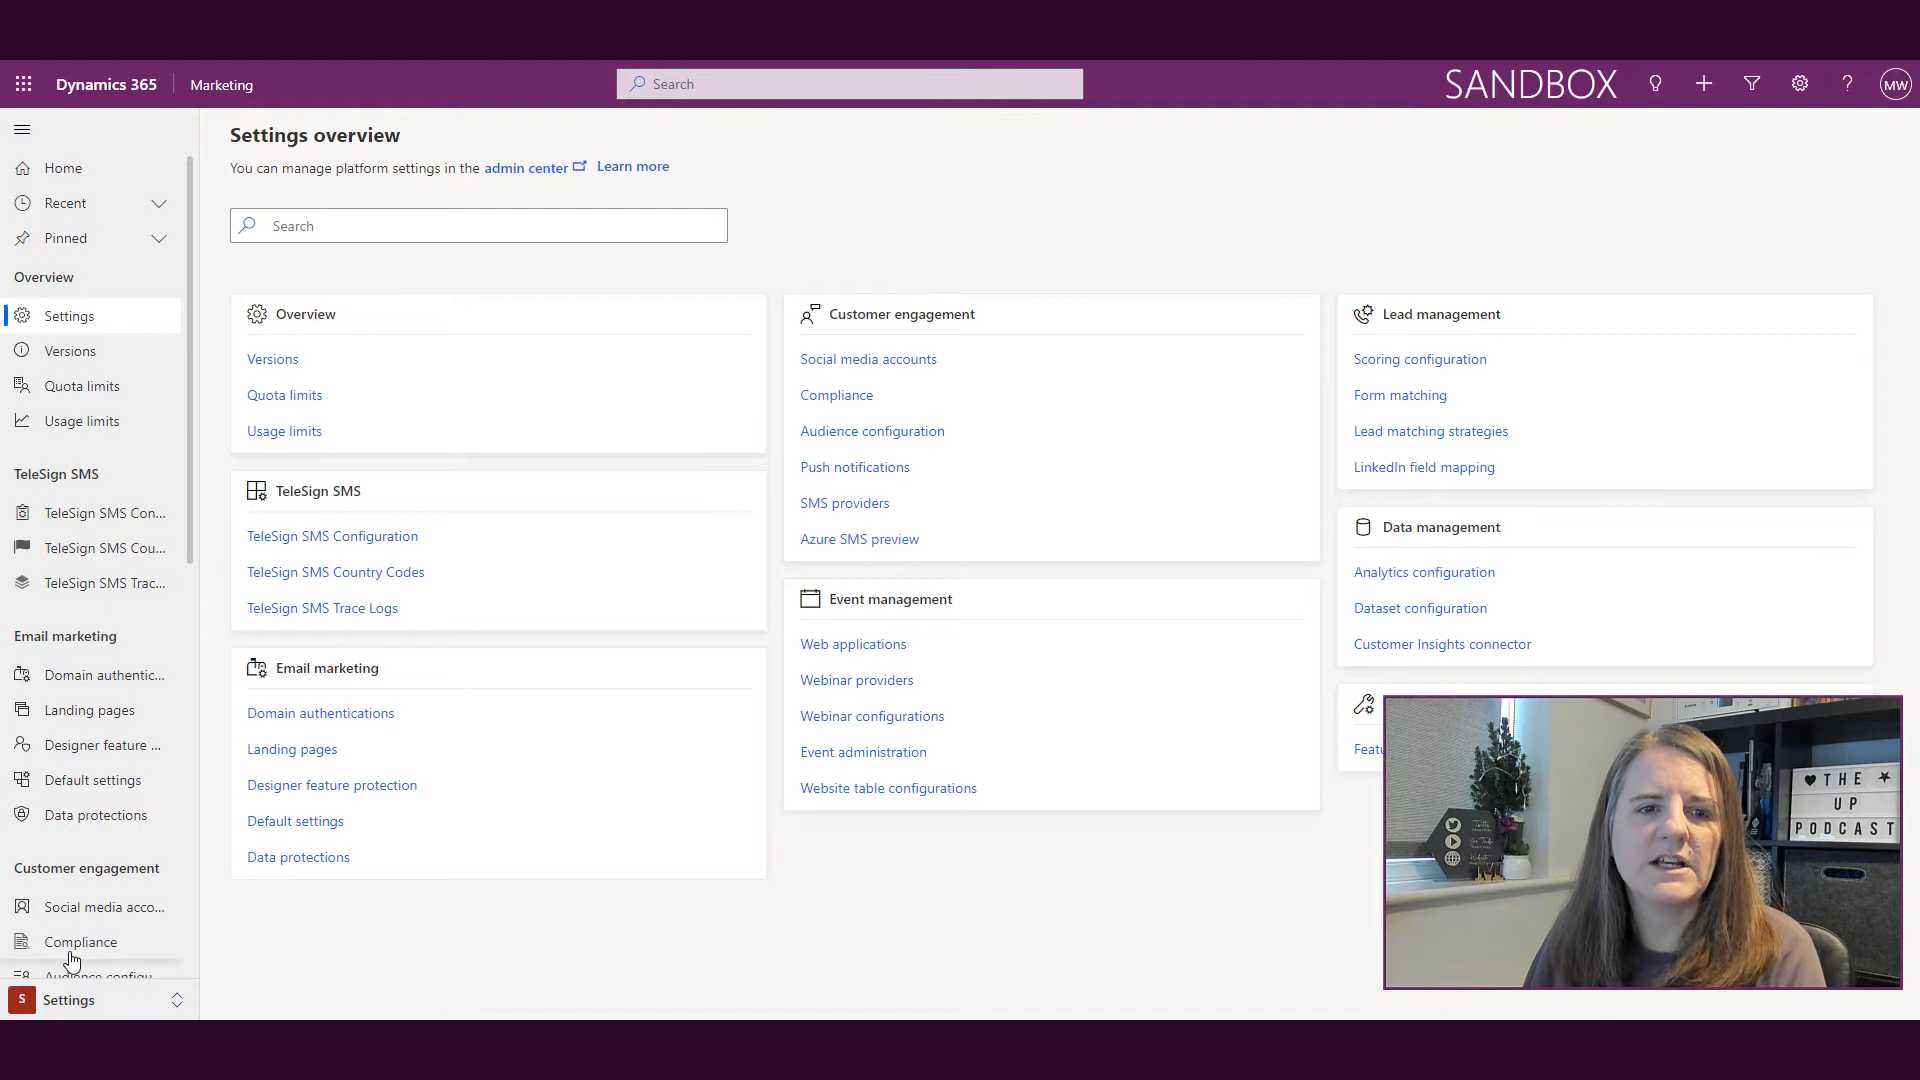 Dynamics 365
Marketing
Search
SANDBOX
MW
Home
Recent
Pinned
Overview
Settings
Versions
Quota limits
Usage limits
TeleSign SMS
TeleSign SMS Con...
TeleSign SMS Cou...
TeleSign SMS Trac...
Email marketing
Domain authentic...
Landing pages
Designer feature ...
Default settings
Data protections
Customer engagement
Social media acco...
Compliance
Audience configu
S
Settings
Settings overview
You can manage platform settings in the admin center Learn more
Search
Overview
Versions
Quota limits
Usage limits
TeleSign SMS
TeleSign SMS Configuration
TeleSign SMS Country Codes
TeleSign SMS Trace Logs
Email marketing
Domain authentications
Landing pages
Designer feature protection
Default settings
Data protections
Customer engagement
Social media accounts
Compliance
Audience configuration
Push notifications
SMS providers
Azure SMS preview
Event management
Web applications
Webinar providers
Webinar configurations
Event administration
Website table configurations
Lead management
Scoring configuration
Form matching
Lead matching strategies
LinkedIn field mapping
Data management
Analytics configuration
Dataset configuration
Customer Insights connector
Featu
THE
UP
PODCAST